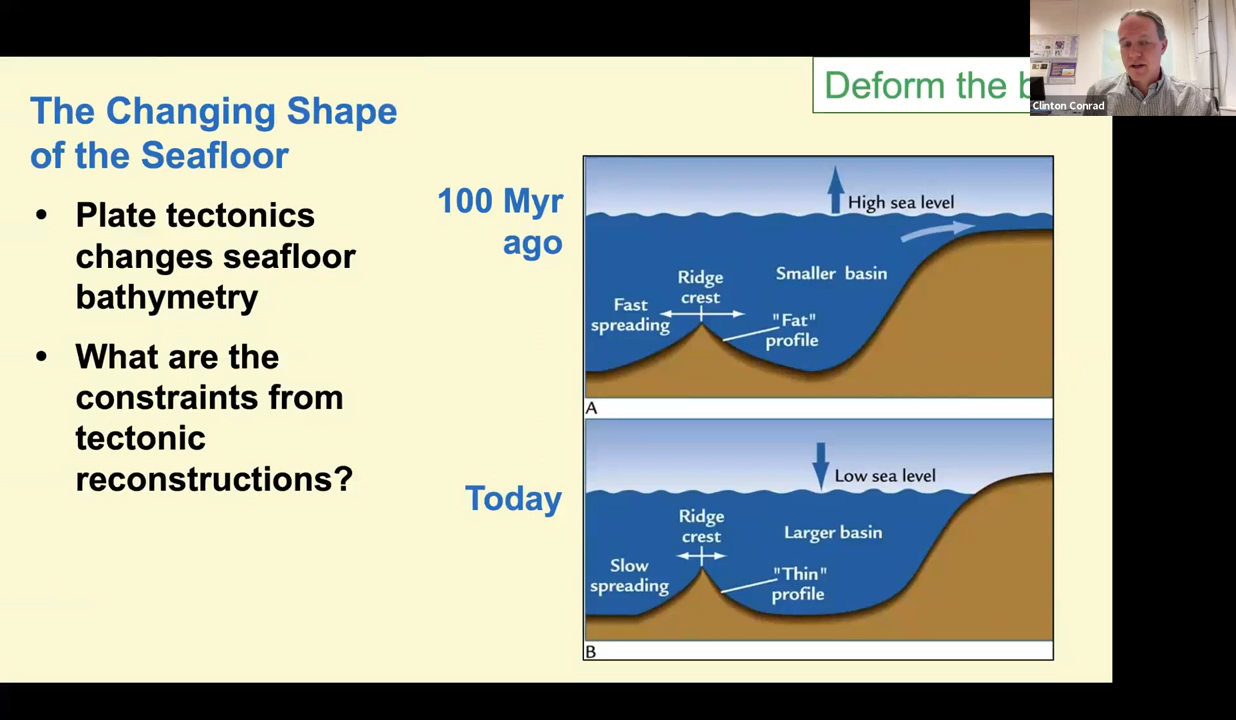 Deform the
Clinton Conrad
The Changing Shape
of the Seafloor
• Plate tectonics
changes seafloor
bathymetry
• What are the
constraints from
tectonic
reconstructions?
100 Myr
ago
High sea level
Smaller basin
Ridge
crest
Fast
spreading
"Fat"
profile
A
Today
Low sea level
Larger basin
Ridge
crest
Slow
spreading
"Thin"
profile
B